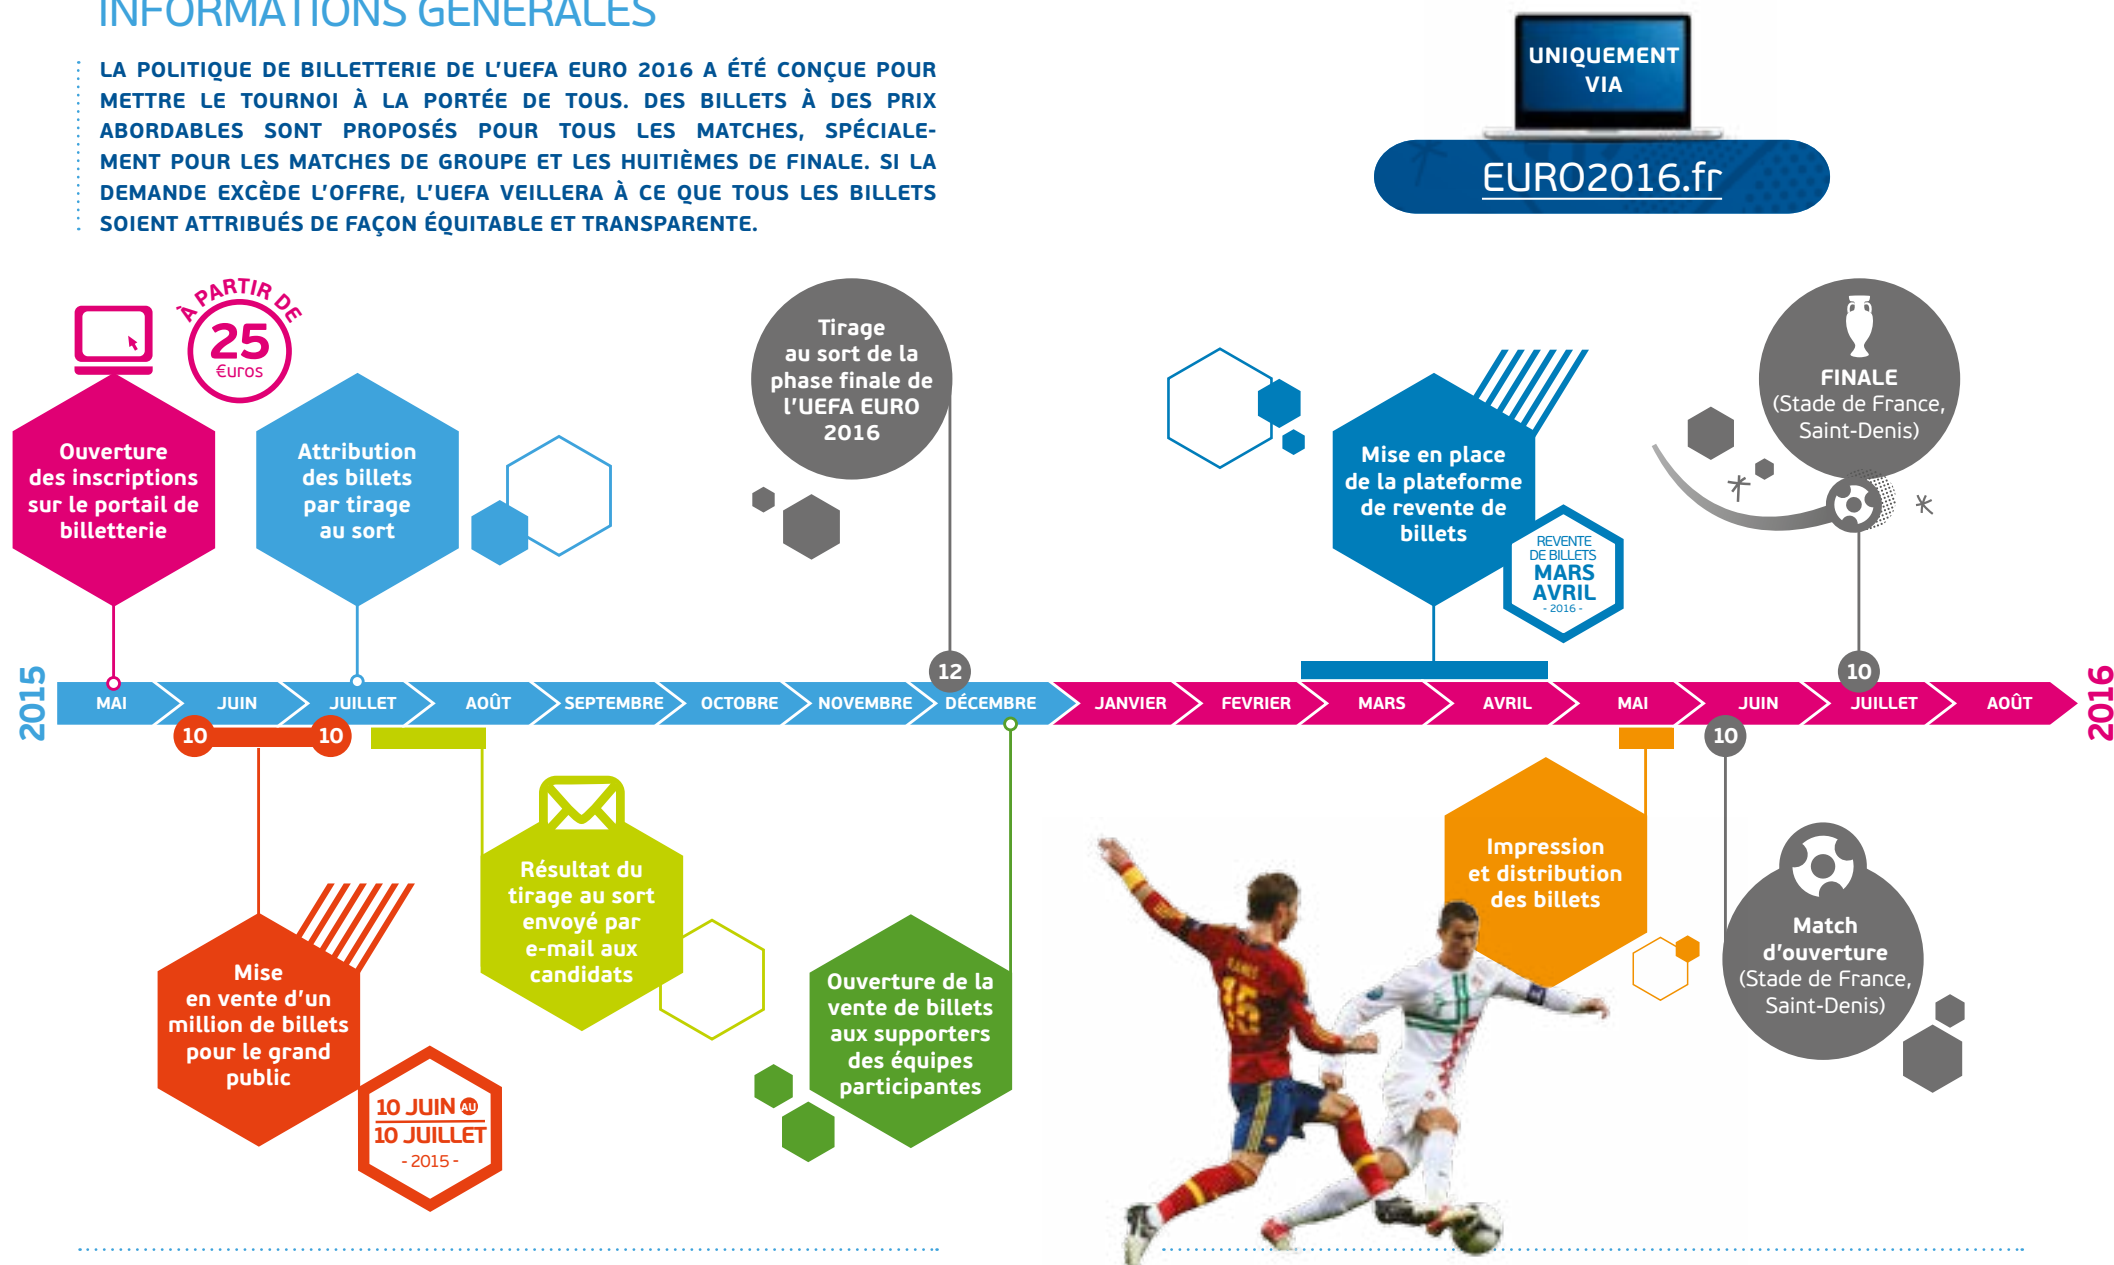 INFORMATIONS GÉNÉRALES
LA POLITIQUE DE BILLETTERIE DE L'UEFA EURO 2016 A ÉTÉ CONÇUE POUR
METTRE LE TOURNOI À LA PORTÉE DE TOUS. DES BILLETS À DES PRIX
ABORDABLES SONT PROPOSÉS POUR TOUS LES MATCHES, SPÉCIALE-
MENT POUR LES MATCHES DE GROUPE ET LES HUITIÈMES DE FINALE. SI LA
DEMANDE EXCÈDE L'OFFRE, L'UEFA VEILLERA À CE QUE TOUS LES BILLETS
SOIENT ATTRIBUÉS DE FAÇON ÉQUITABLE ET TRANSPARENTE.
UNIQUEMENT
VIA
EURO2016.fr
À PARTIR DE
25
€uros
Ouverture
des inscriptions
sur le portail de
billetterie
Attribution
des billets
par tirage
au sort
Tirage
au sort de la
phase finale de
l'UEFA EURO
2016
Mise en place
de la plateforme
de revente de
billets
REVENTE
DE BILLETS
MARS
AVRIL
- 2016 -
FINALE
(Stade de France,
Saint-Denis)
12
10
2015
MAI
JUIN
JUILLET
AOÛT
SEPTEMBRE
OCTOBRE
NOVEMBRE
DÉCEMBRE
JANVIER
FEVRIER
MARS
AVRIL
MAI
JUIN
JUILLET
AOÛT
2016
10
10
10
Mise
en vente d'un
million de billets
pour le grand
public
10 JUIN AU
10 JUILLET
- 2015 -
Résultat du
tirage au sort
envoyé par
e-mail aux
candidats
Ouverture de la
vente de billets
aux supporters
des équipes
participantes
Impression
et distribution
des billets
Match
d'ouverture
(Stade de France,
Saint-Denis)
RAMOS
15